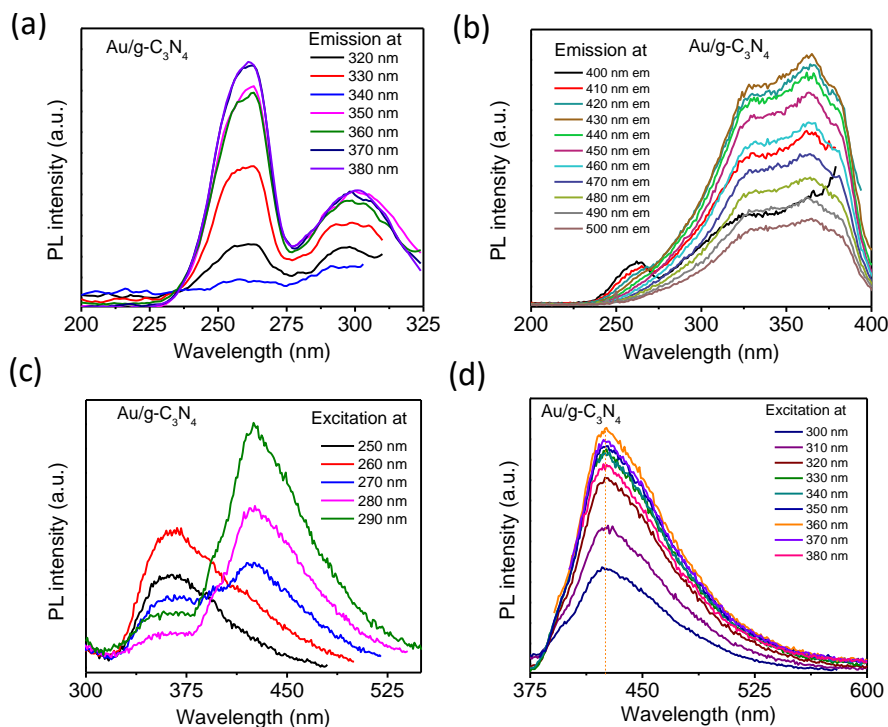 (a)
Au/g-C3N4
Emission at
320 nm
330 nm
340 nm
350 nm
360 nm
370 nm
380 nm
PL intensity (a.u.)
200 225 250 275 300 325
Wavelength (nm)
(b)
Au/g-C3N4
Emission at
400 nm em
410 nm em
420 nm em
430 nm em
440 nm em
450 nm em
460 nm em
470 nm em
480 nm em
490 nm em
500 nm em
PL intensity (a.u.)
200 250 300 350 400
Wavelength (nm)
(c)
Au/g-C3N4
Excitation at
250 nm
260 nm
270 nm
280 nm
290 nm
PL intensity (a.u.)
300 375 450 525
Wavelength (nm)
(d)
Au/g-C3N4
Excitation at
300 nm
310 nm
320 nm
330 nm
340 nm
350 nm
360 nm
370 nm
380 nm
PL intensity (a.u.)
375 450 525 600
Wavelength (nm)